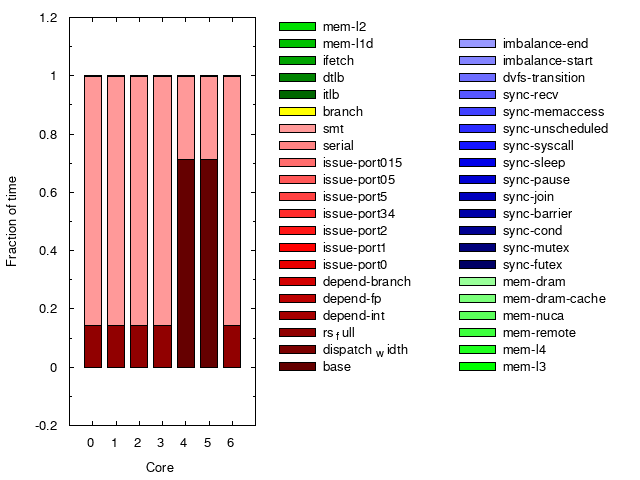 1.2
1
0.8
0.6
0.4
0.2
0
-0.2
Fraction of time
0 1 2 3 4 5 6
Core
mem-l2
mem-l1d
ifetch
dtlb
itlb
branch
smt
serial
issue-port015
issue-port05
issue-port5
issue-port34
issue-port2
issue-port1
issue-port0
depend-branch
depend-fp
depend-int
rs f ull
dispatch w idth
base
imbalance-end
imbalance-start
dvfs-transition
sync-recv
sync-memaccess
sync-unscheduled
sync-syscall
sync-sleep
sync-pause
sync-join
sync-barrier
sync-cond
sync-mutex
sync-futex
mem-dram
mem-dram-cache
mem-nuca
mem-remote
mem-l4
mem-l3